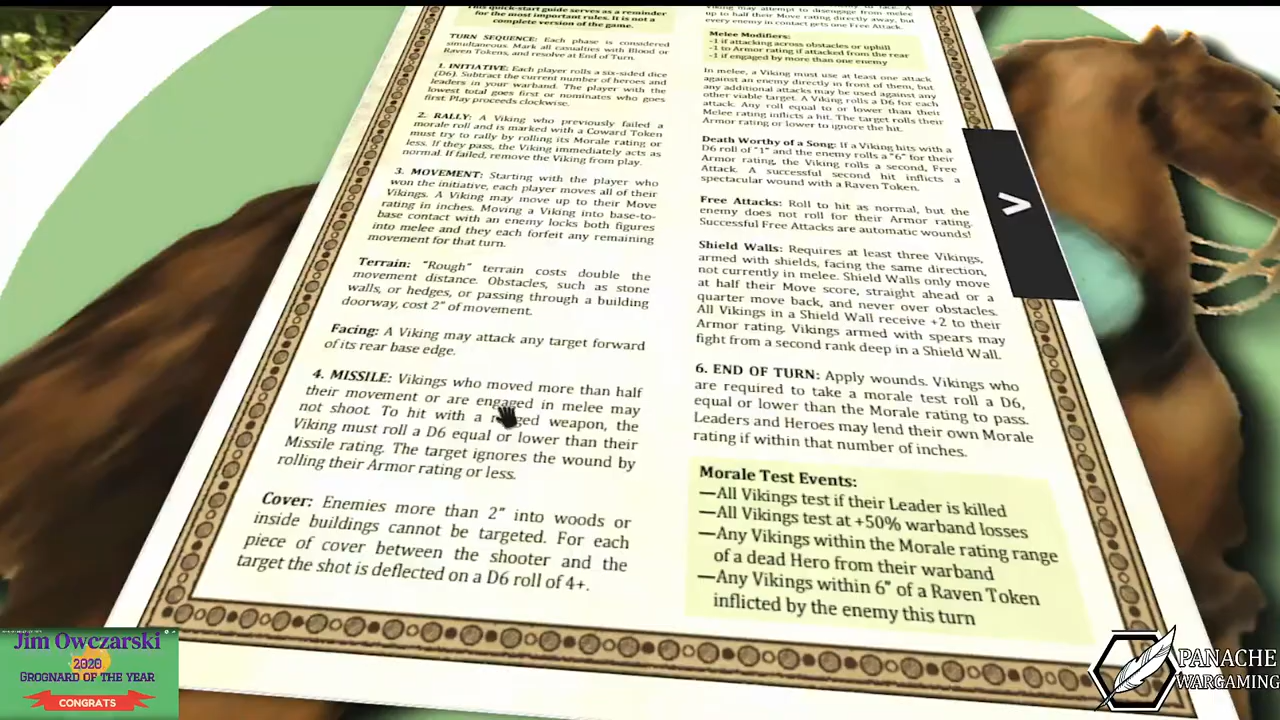 This quick-start guide serves as a reminder
for the most important rules. It is not a
complete version of the game.
TURN SEQUENCE: Each phase is considered
simultaneous. Mark all casualties with Blood or
Raven Tokens, and resolve at End of Turn.
1. INITIATIVE: Each player rolls a six-sided dice
(D6). Subtract the current number of heroes and
leaders in your warband. The player with the
lowest total goes first or nominates who goes
first. Play proceeds clockwise.
2. RALLY: A Viking who previously failed a
morale roll and is marked with a Coward Token
must try to rally by rolling its Morale rating or
less. If they pass, the Viking immediately acts as
normal. If failed, remove the Viking from play.
3. MOVEMENT: Starting with the player who
won the initiative, each player moves all of their
Vikings. A Viking may move up to their Move
rating in inches. Moving a Viking into base-to-
base contact with an enemy locks both figures
into melee and they each forfeit any remaining
movement for that turn.
Terrain: "Rough" terrain costs double the
movement distance. Obstacles, such as stone
walls, or hedges, or passing through a building
doorway, cost 2" of movement.
Facing: A Viking may attack any target forward
of its rear base edge.
4. MISSILE: Vikings who moved more than half
their movement or are engaged in melee may
not shoot. To hit with a ranged weapon, the
Viking must roll a D6 equal or lower than their
Missile rating. The target ignores the wound by
rolling their Armor rating or less.
Cover: Enemies more than 2" into woods or
inside buildings cannot be targeted. For each
piece of cover between the shooter and the
target the shot is deflected on a D6 roll of 4+.
Viking may attempt to disengage from melee
up to half their Move rating directly away, but
every enemy in contact gets one Free Attack.
Melee Modifiers:
-1 if attacking across obstacles or uphill
-1 to Armor rating if attacked from the rear
-1 if engaged by more than one enemy
In melee, a Viking must use at least one attack
against an enemy directly in front of them, but
any additional attacks may be used against any
other viable target. A Viking rolls a D6 for each
attack. Any roll equal to or lower than their
Melee rating inflicts a hit. The target rolls their
Armor rating or lower to ignore the hit.
Death Worthy of a Song: If a Viking hits with a
D6 roll of "1" and the enemy rolls a "6" for their
Armor rating, the Viking rolls a second, Free
Attack. A successful second hit inflicts a
spectacular wound with a Raven Token.
Free Attacks: Roll to hit as normal, but the
enemy does not roll for their Armor rating.
Successful Free Attacks are automatic wounds!
Shield Walls: Requires at least three Vikings,
armed with shields, facing the same direction,
not currently in melee. Shield Walls only move
at half their Move score, straight ahead or a
quarter move back, and never over obstacles.
All Vikings in a Shield Wall receive +2 to their
Armor rating. Vikings armed with spears may
fight from a second rank deep in a Shield Wall.
6. END OF TURN: Apply wounds. Vikings who
are required to take a morale test roll a D6,
equal or lower than the Morale rating to pass.
Leaders and Heroes may lend their own Morale
rating if within that number of inches.
Morale Test Events:
—All Vikings test if their Leader is killed
—All Vikings test at +50% warband losses
—Any Vikings within the Morale rating range
of a dead Hero from their warband
—Any Vikings within 6" of a Raven Token
inflicted by the enemy this turn
>
Jim Owczarski
2020
GROGNARD OF THE YEAR
CONGRATS
PANACHE
WARGAMING